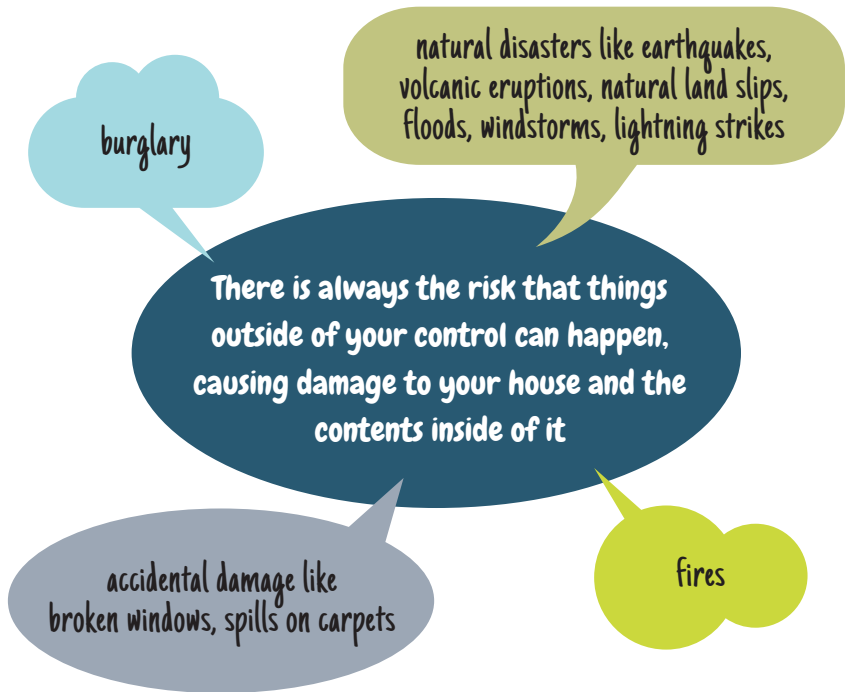 natural disasters like earthquakes,
volcanic eruptions, natural land slips,
floods, windstorms, lightning strikes
burglary
There is always the risk that things
outside of your control can happen,
causing damage to your house and the
contents inside of it
accidental damage like
broken windows, spills on carpets
fires